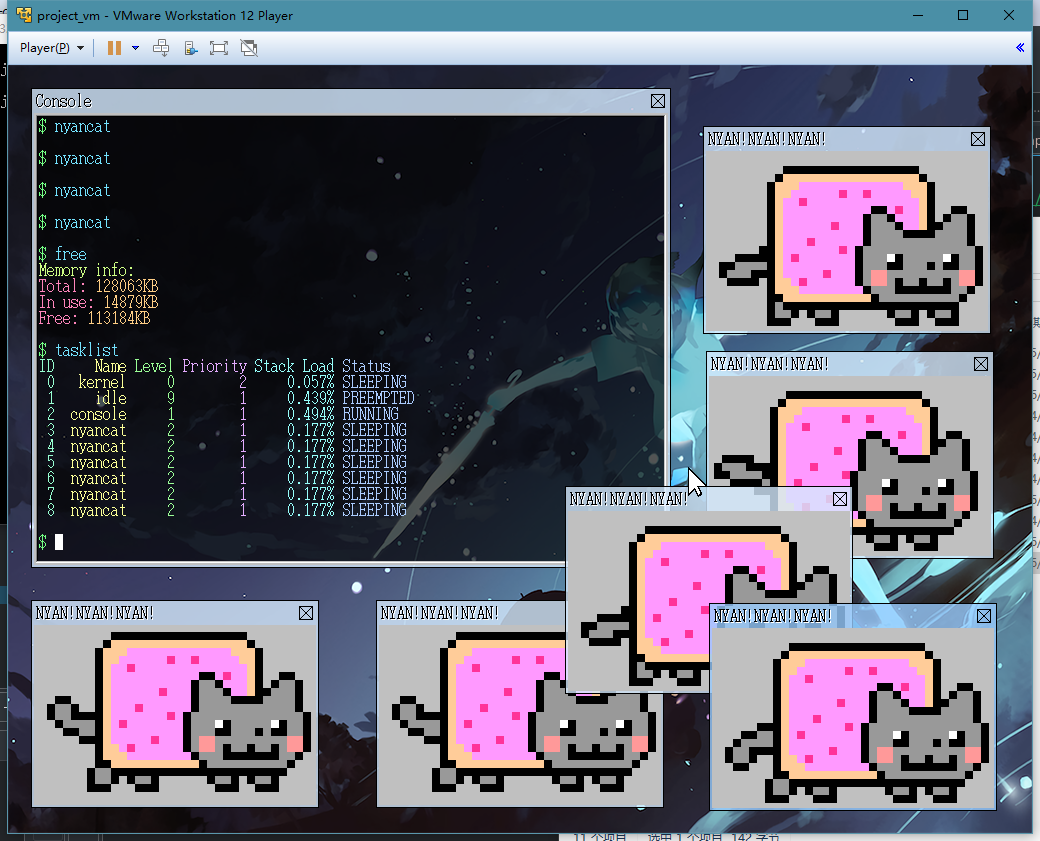 project_vm - VMware Workstation 12 Player
Player(P)
Console
$ nyancat
$ nyancat
$ nyancat
$ nyancat
$ free
Memory info:
Total: 128063KB
In use: 14879KB
Free: 113184KB
$ tasklist
ID Name Level Priority Stack Load Status
0 kernel 0 2 0.057% SLEEPING
1 idle 9 1 0.439% PREEMPTED
2 console 1 1 0.494% RUNNING
3 nyancat 2 1 0.177% SLEEPING
4 nyancat 2 1 0.177% SLEEPING
5 nyancat 2 1 0.177% SLEEPING
6 nyancat 2 1 0.177% SLEEPING
7 nyancat 2 1 0.177% SLEEPING
8 nyancat 2 1 0.177% SLEEPING
$
NYAN!NYAN!NYAN!
NYAN!NYAN!NYAN!
NYAN!NYAN!NYAN!
NYAN!NYAN!NYAN!
NYAN!NYAN!NYAN!
NYAN!NYAN!NYAN!
11 个项目 选中 1 个项目 142 字节